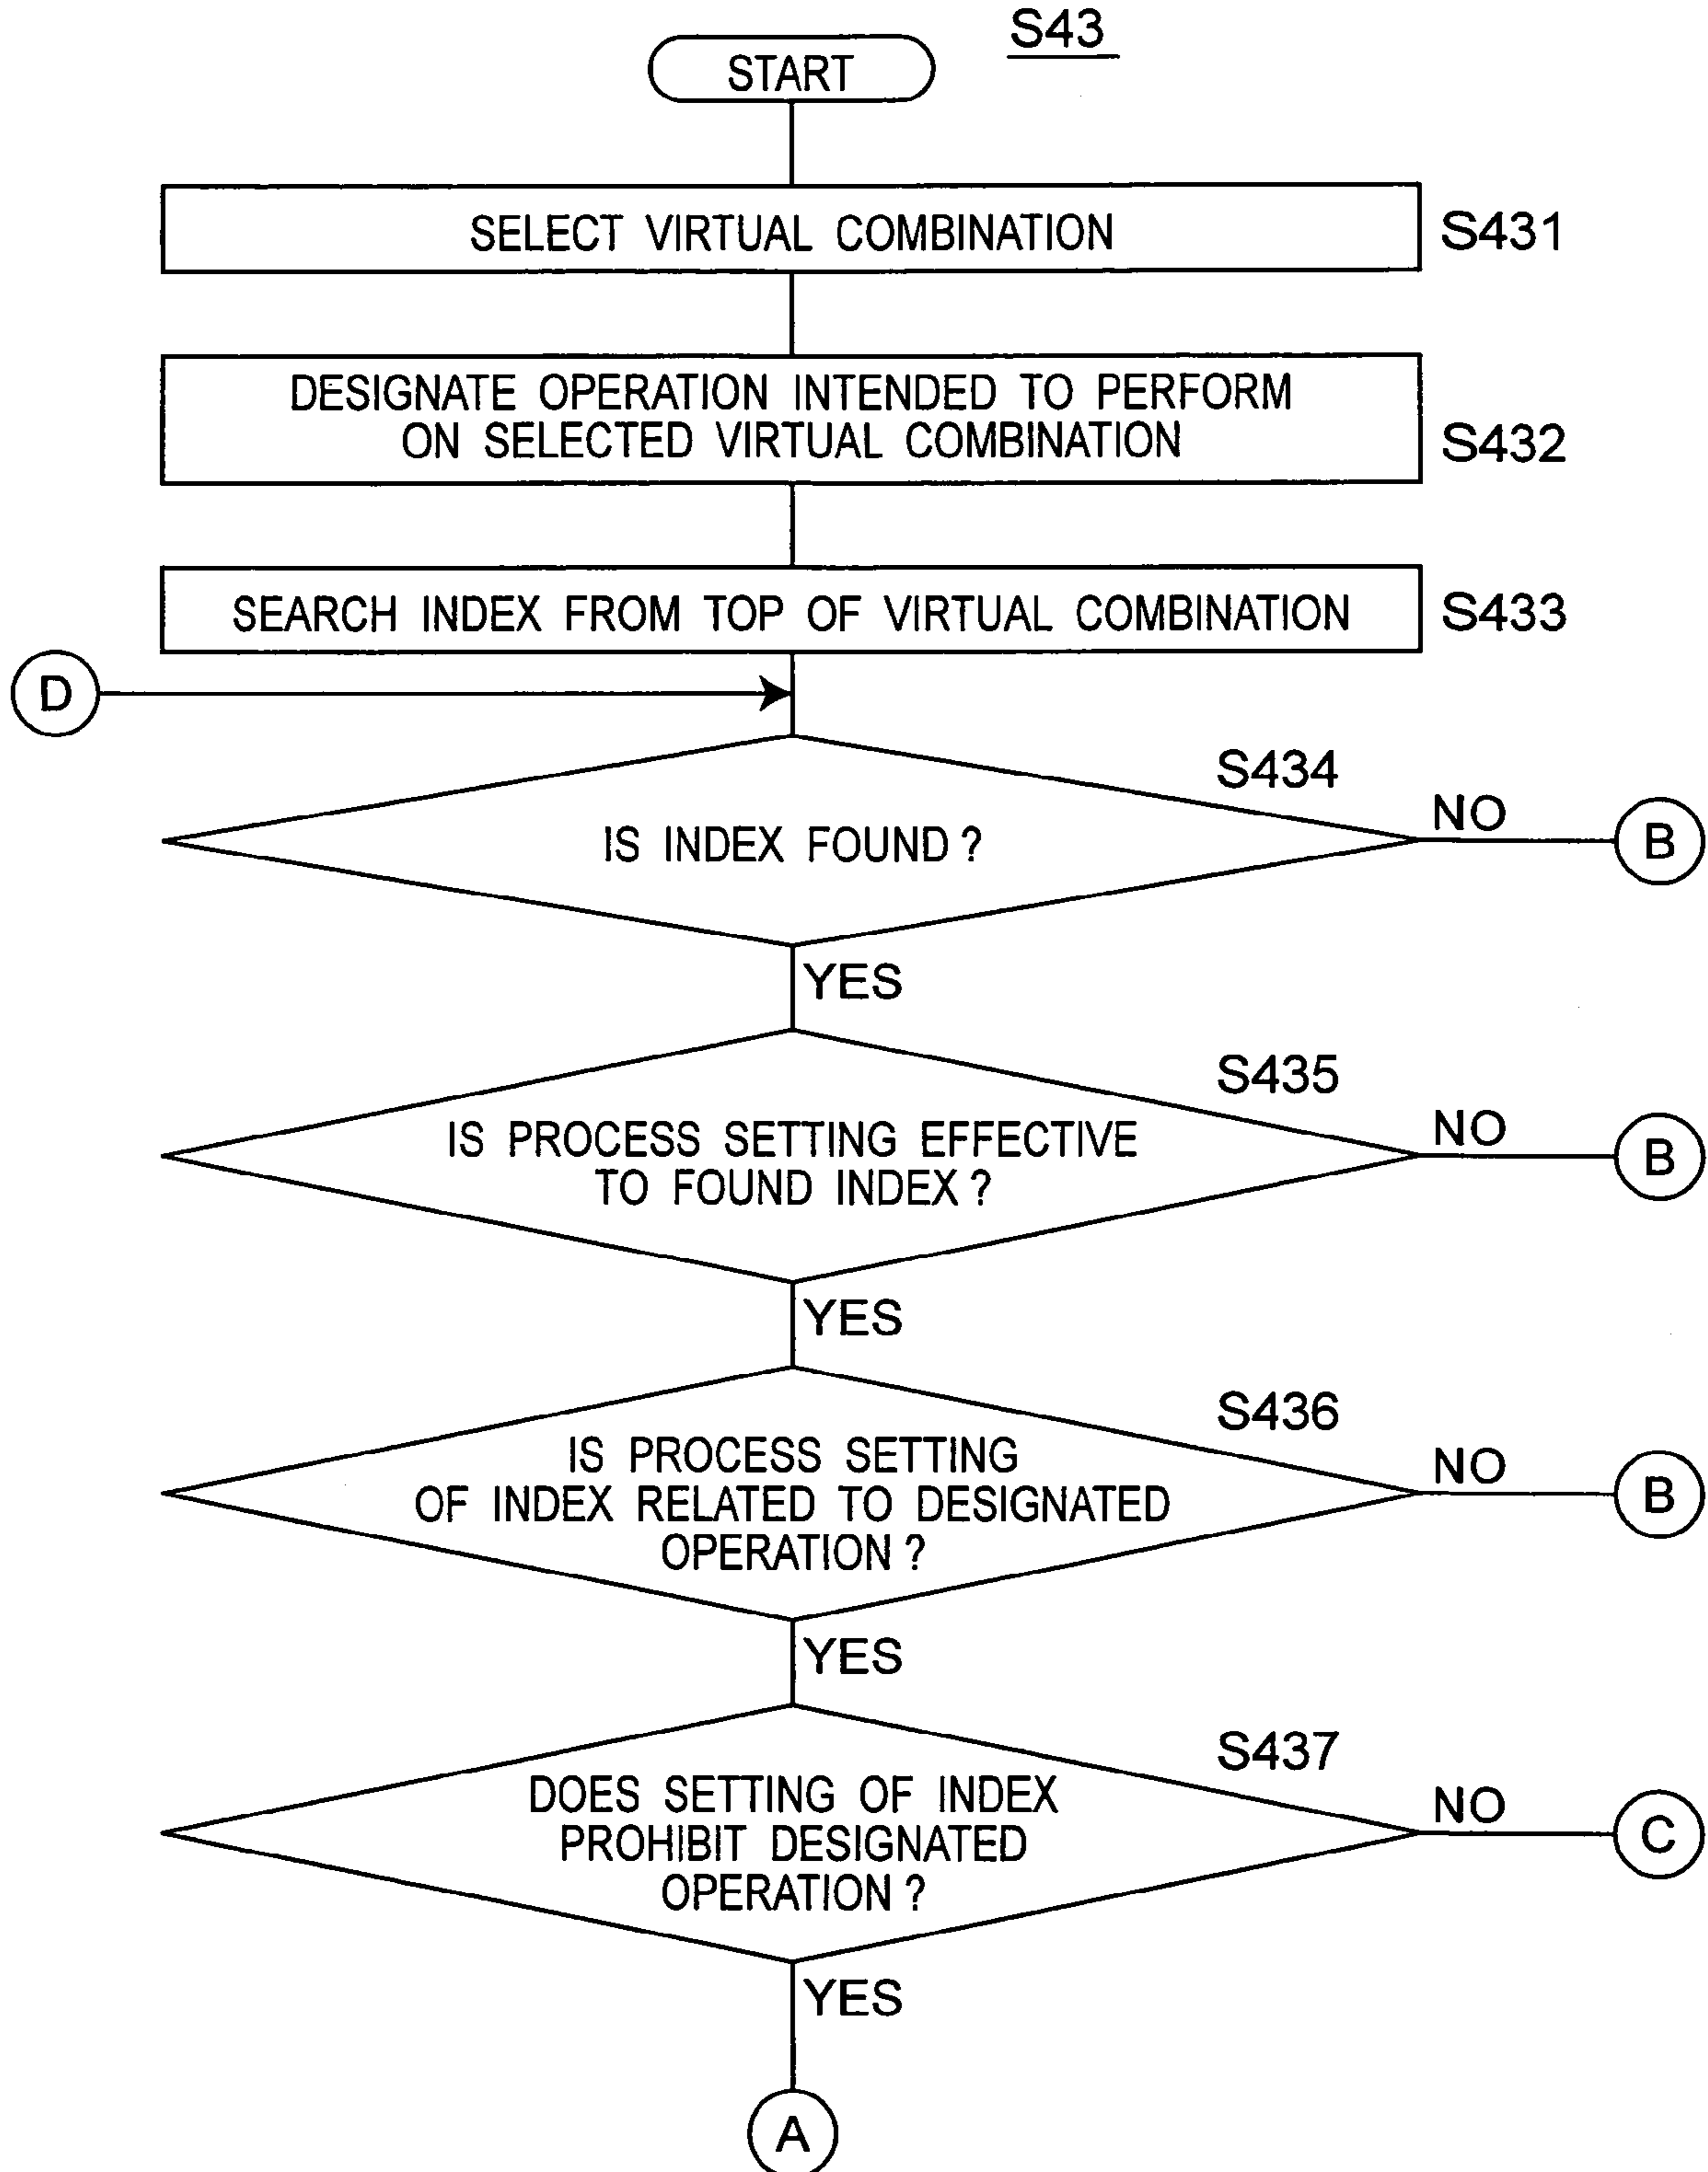 S43
START
SELECT VIRTUAL COMBINATION
S431
DESIGNATE OPERATION INTENDED TO PERFORM
ON SELECTED VIRTUAL COMBINATION
S432
SEARCH INDEX FROM TOP OF VIRTUAL COMBINATION
S433
D
S434
IS INDEX FOUND ?
NO
B
YES
S435
IS PROCESS SETTING EFFECTIVE
TO FOUND INDEX ?
NO
B
YES
S436
IS PROCESS SETTING
OF INDEX RELATED TO DESIGNATED
OPERATION ?
NO
B
YES
S437
DOES SETTING OF INDEX
PROHIBIT DESIGNATED
OPERATION ?
NO
C
YES
A